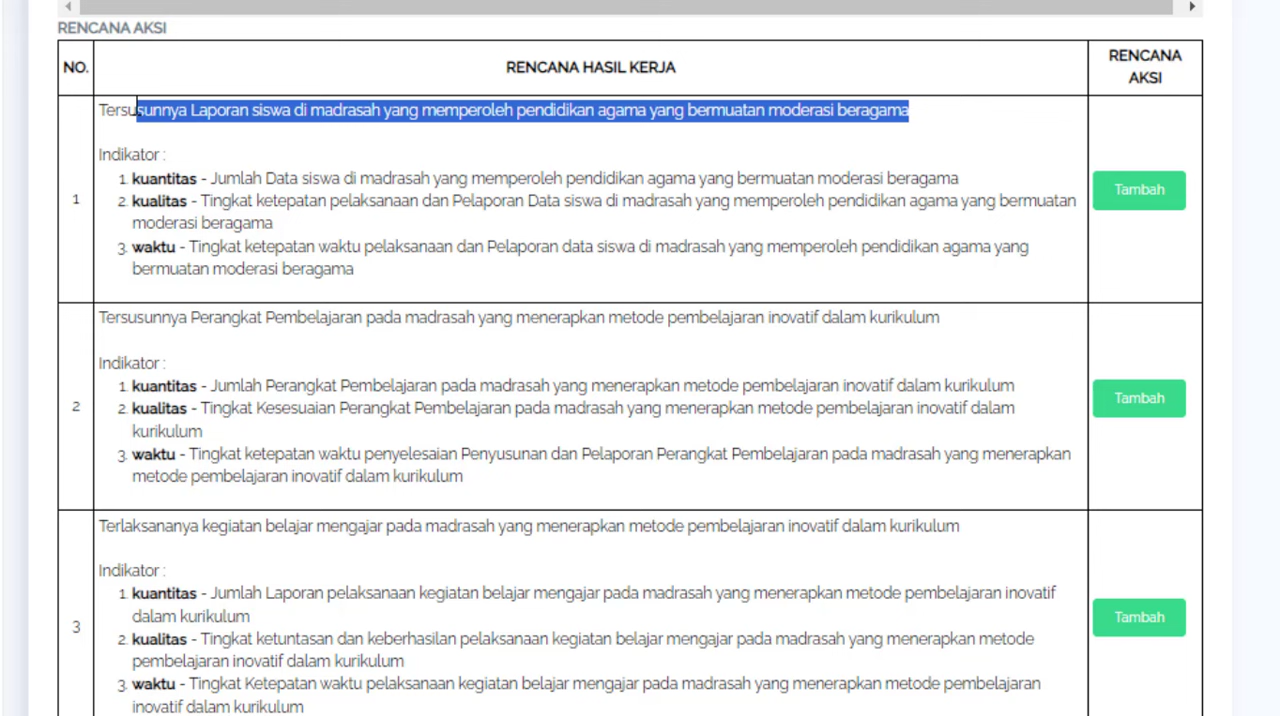 RENCANA AKSI
NO.
RENCANA HASIL KERJA
RENCANA
AKSI
1
Tersusunnya Laporan siswa di madrasah yang memperoleh pendidikan agama yang bermuatan moderasi beragama
Indikator :
1. kuantitas - Jumlah Data siswa di madrasah yang memperoleh pendidikan agama yang bermuatan moderasi beragama
2. kualitas - Tingkat ketepatan pelaksanaan dan Pelaporan Data siswa di madrasah yang memperoleh pendidikan agama yang bermuatan
moderasi beragama
3. waktu - Tingkat ketepatan waktu pelaksanaan dan Pelaporan data siswa di madrasah yang memperoleh pendidikan agama yang
bermuatan moderasi beragama
Tambah
2
Tersusunnya Perangkat Pembelajaran pada madrasah yang menerapkan metode pembelajaran inovatif dalam kurikulum
Indikator :
1. kuantitas - Jumlah Perangkat Pembelajaran pada madrasah yang menerapkan metode pembelajaran inovatif dalam kurikulum
2. kualitas - Tingkat Kesesuaian Perangkat Pembelajaran pada madrasah yang menerapkan metode pembelajaran inovatif dalam
kurikulum
3. waktu - Tingkat ketepatan waktu penyelesaian Penyusunan dan Pelaporan Perangkat Pembelajaran pada madrasah yang menerapkan
metode pembelajaran inovatif dalam kurikulum
Tambah
3
Terlaksananya kegiatan belajar mengajar pada madrasah yang menerapkan metode pembelajaran inovatif dalam kurikulum
Indikator :
1. kuantitas - Jumlah Laporan pelaksanaan kegiatan belajar mengajar pada madrasah yang menerapkan metode pembelajaran inovatif
dalam kurikulum
2. kualitas - Tingkat ketuntasan dan keberhasilan pelaksanaan kegiatan belajar mengajar pada madrasah yang menerapkan metode
pembelajaran inovatif dalam kurikulum
3. waktu - Tingkat Ketepatan waktu pelaksanaan kegiatan belajar mengajar pada madrasah yang menerapkan metode pembelajaran
inovatif dalam kurikulum
Tambah